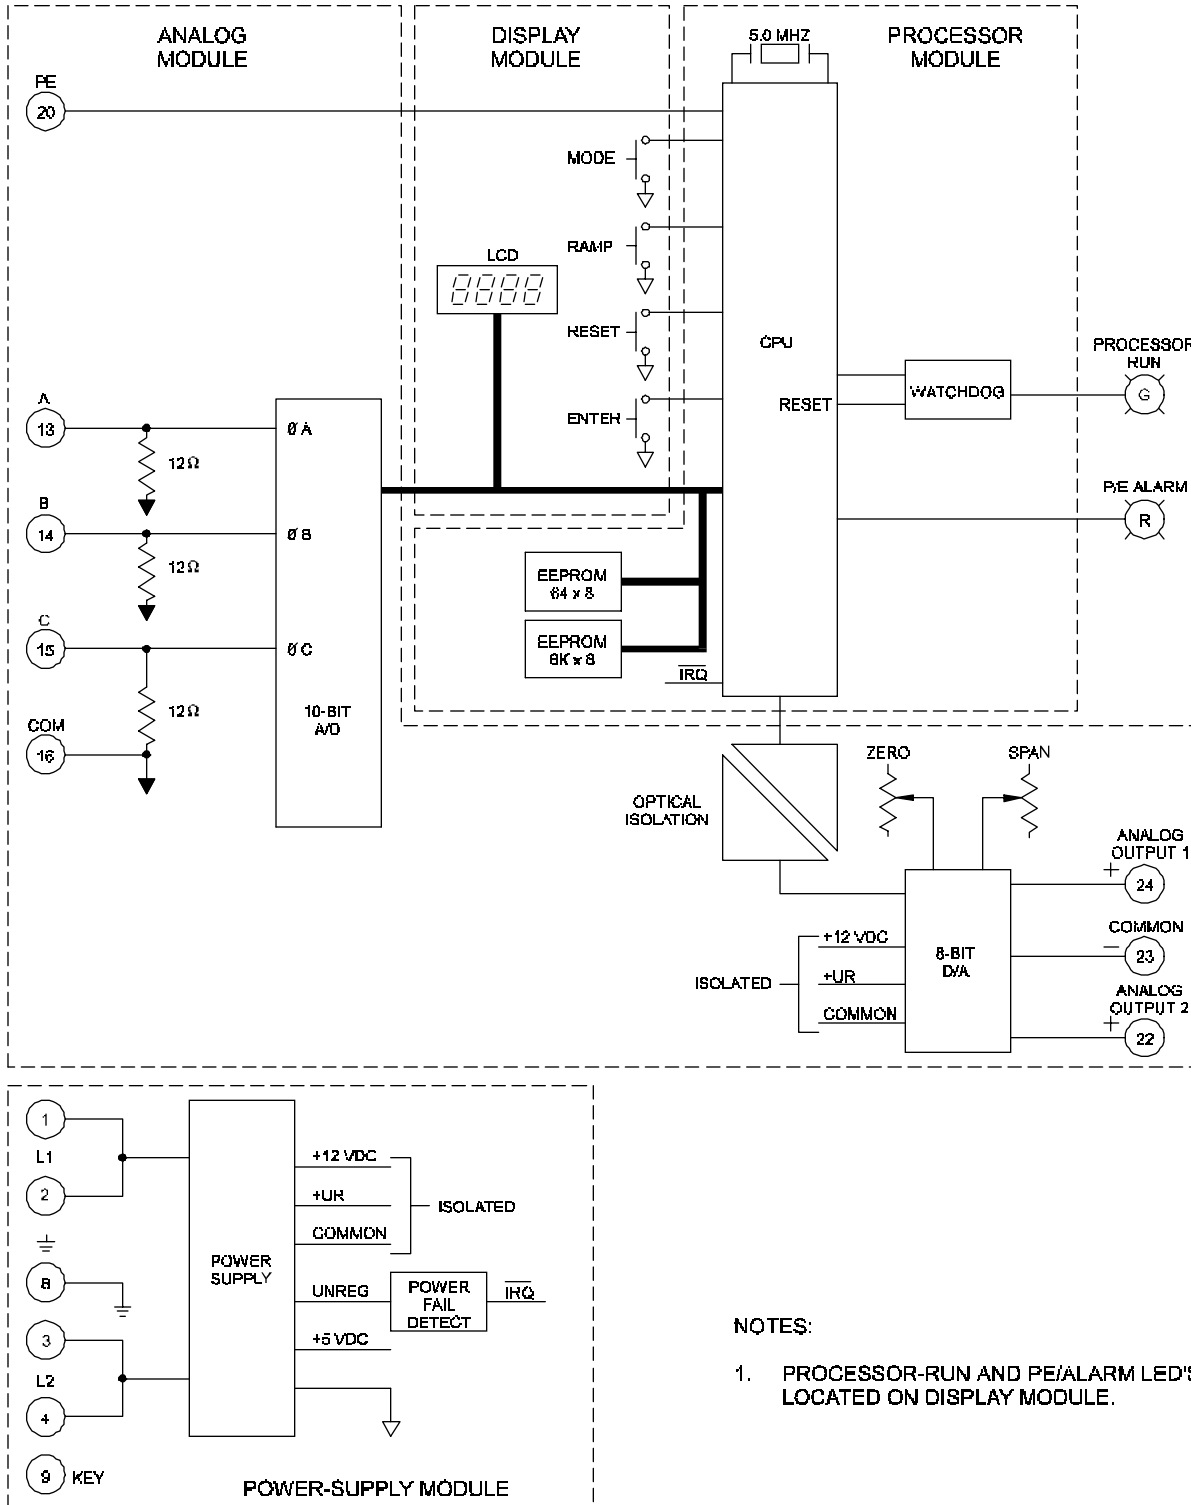 ANALOG
MODULE
DISPLAY
MODULE
5.0 MHZ
PROCESSOR
MODULE
PE
20
MODE
RAMP
LCD
8888
RESET
ENTER
CPU
RESET
WATCHDOG
PROCESSOR
RUN
G
P/E ALARM
R
A
13
12Ω
ØA
B
14
12Ω
ØB
C
15
12Ω
ØC
COM
16
10-BIT
A/D
EEPROM
64 x 8
EEPROM
8K x 8
IRQ
OPTICAL
ISOLATION
ZERO
SPAN
ANALOG
OUTPUT 1
+
24
COMMON
–
23
ANALOG
OUTPUT 2
+
22
8-BIT
D/A
ISOLATED
+12 VDC
+UR
COMMON
1
L1
2
8
3
L2
4
9 KEY
POWER
SUPPLY
+12 VDC
+UR
COMMON
ISOLATED
UNREG
POWER
FAIL
DETECT
IRQ
+5 VDC
POWER-SUPPLY MODULE
NOTES:
1. PROCESSOR-RUN AND PE/ALARM LED'S
LOCATED ON DISPLAY MODULE.